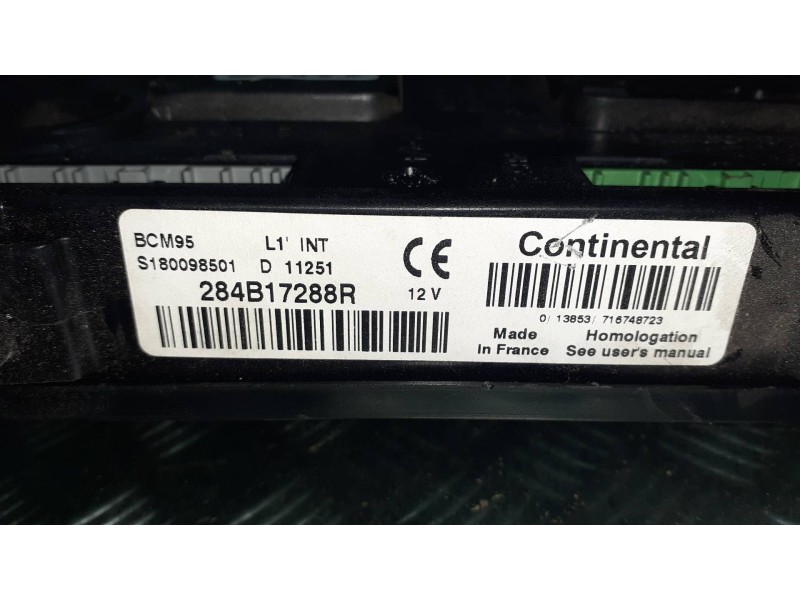 BCM95 L1' INT
S180098501 D 11251
284B17288R 12 V
CE
Continental
0/ 13853/ 716748723
Made in France
Homologation
See user's manual